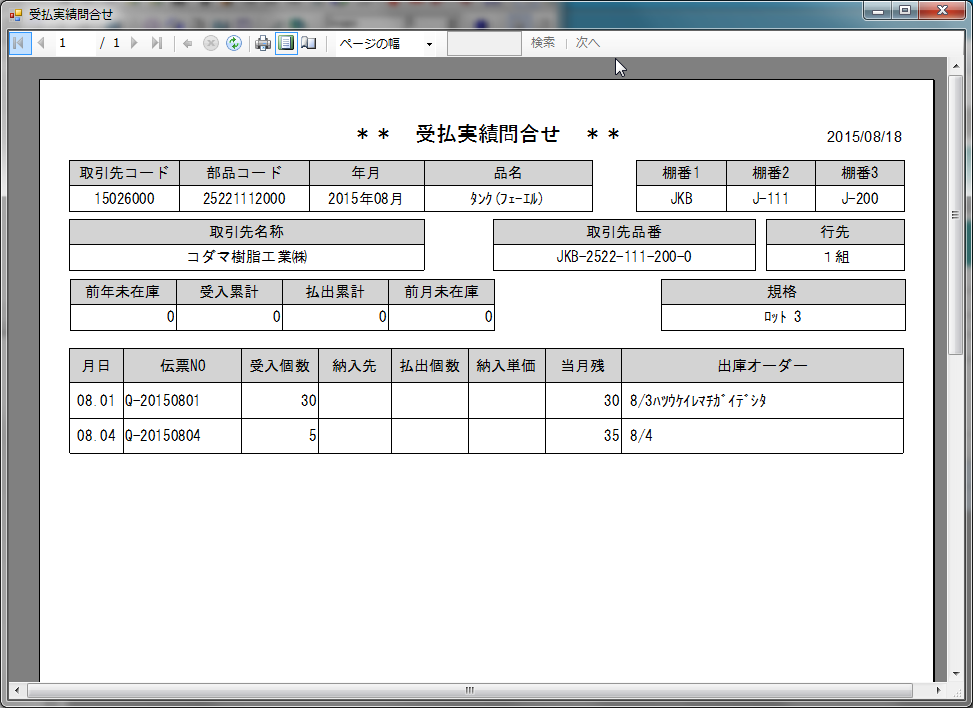 受払実績問合せ
1 / 1 ページの幅 検索 次へ
** 受払実績問合せ **
2015/08/18
取引先コード 部品コード 年月 品名 棚番1 棚番2 棚番3
15026000 25221112000 2015年08月 ﾀﾝｸ(ﾌｪｰｴﾙ) JKB J-111 J-200
取引先名称 取引先品番 行先
コダマ樹脂工業㈱ JKB-2522-111-200-0 1組
前年末在庫 受入累計 払出累計 前月末在庫 規格
0 0 0 0 ﾛｯﾄ 3
月日 伝票NO 受入個数 納入先 払出個数 納入単価 当月残 出庫オーダー
08.01 Q-20150801 30 30 8/3ﾊﾂｳｹｲﾚﾏﾁｶﾞｲﾃﾞｼﾀ
08.04 Q-20150804 5 35 8/4